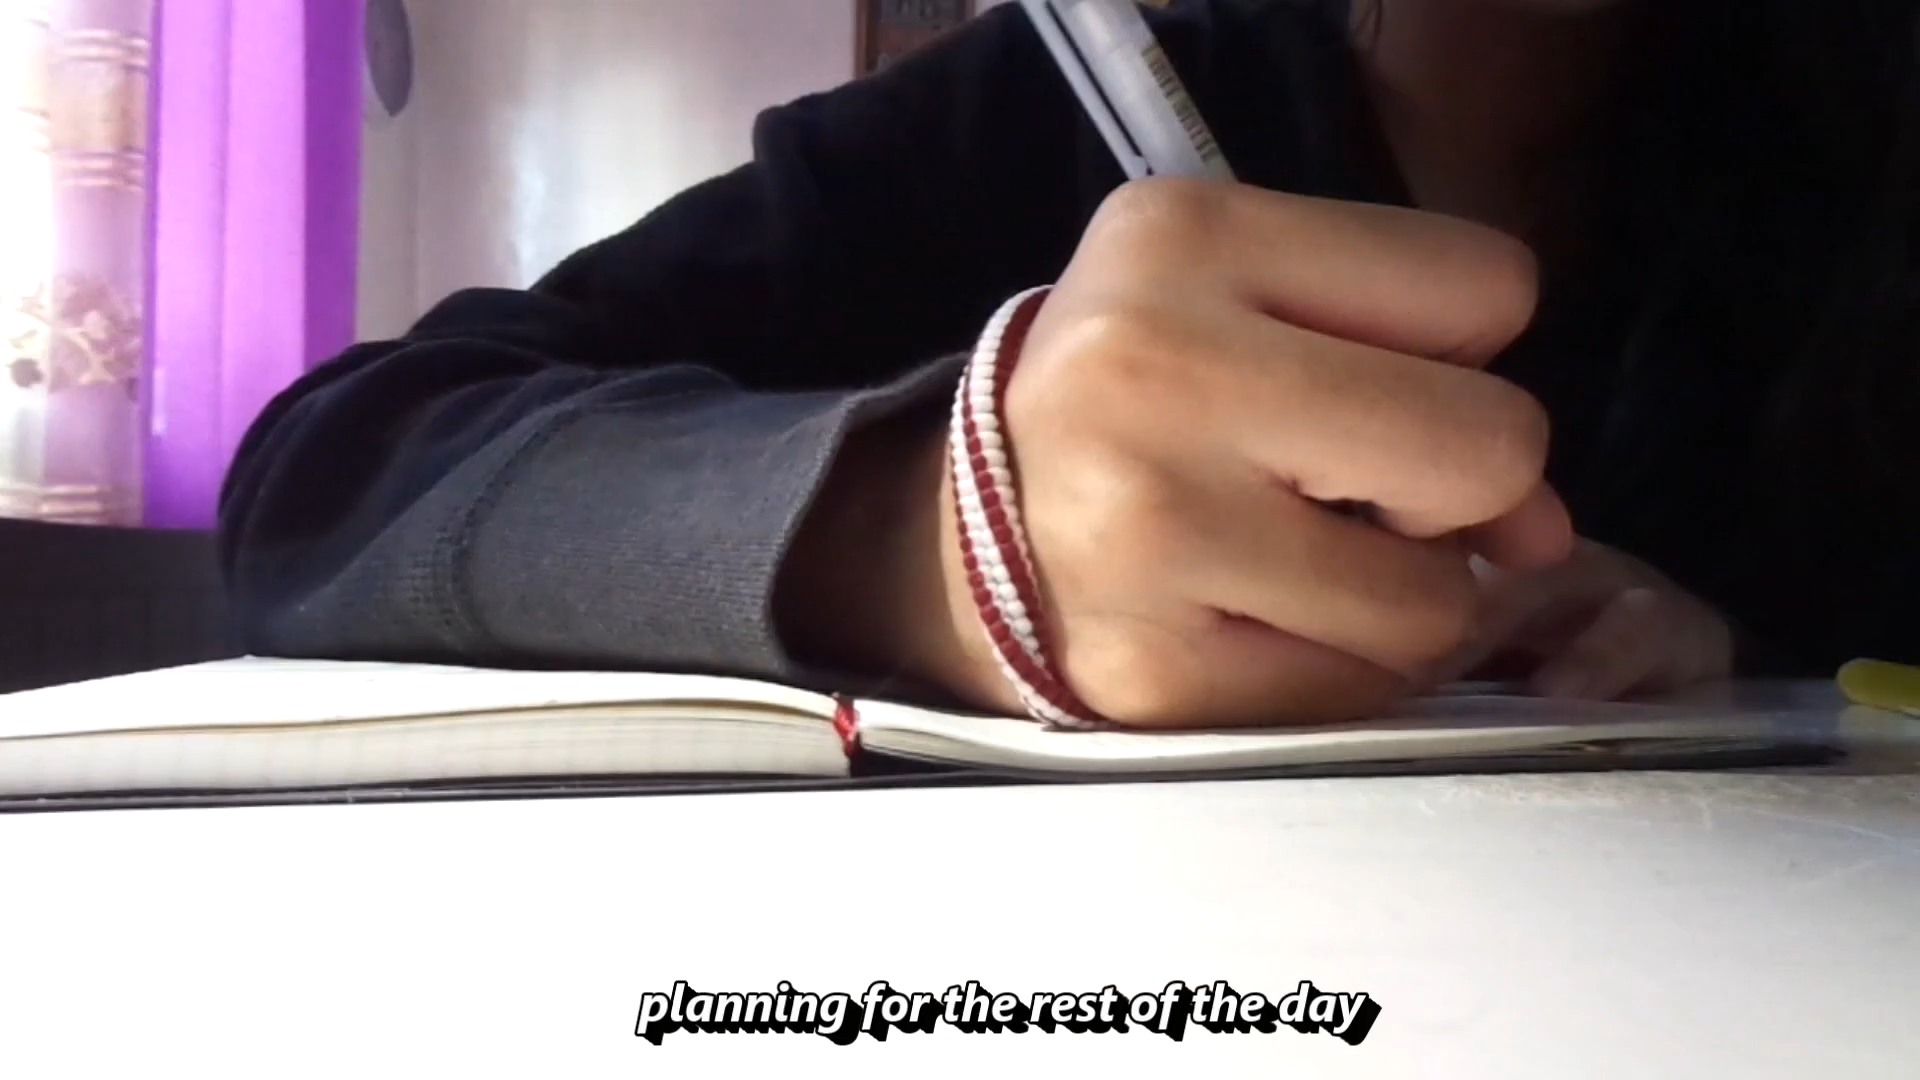 planning for the rest of the day